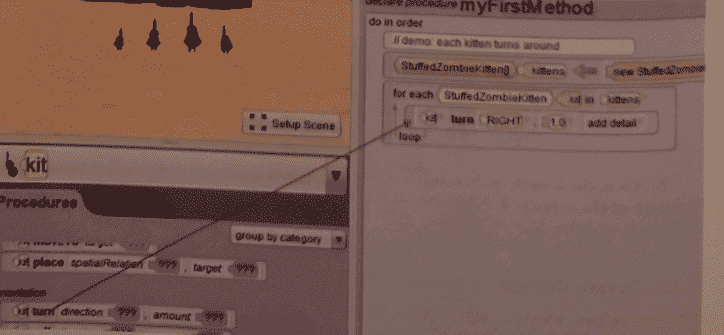 declare procedure myFirstMethod
do in order
// demo: each kitten turns around
StuffedZombieKitten[] kittens new StuffedZombie
for each StuffedZombieKitten kit in kittens
kit turn RIGHT , 1.0 add detail
loop
Setup Scene
kit
Procedures
group by category
kit place spatialRelation ??? , target ???
kit turn direction ??? , amount ???